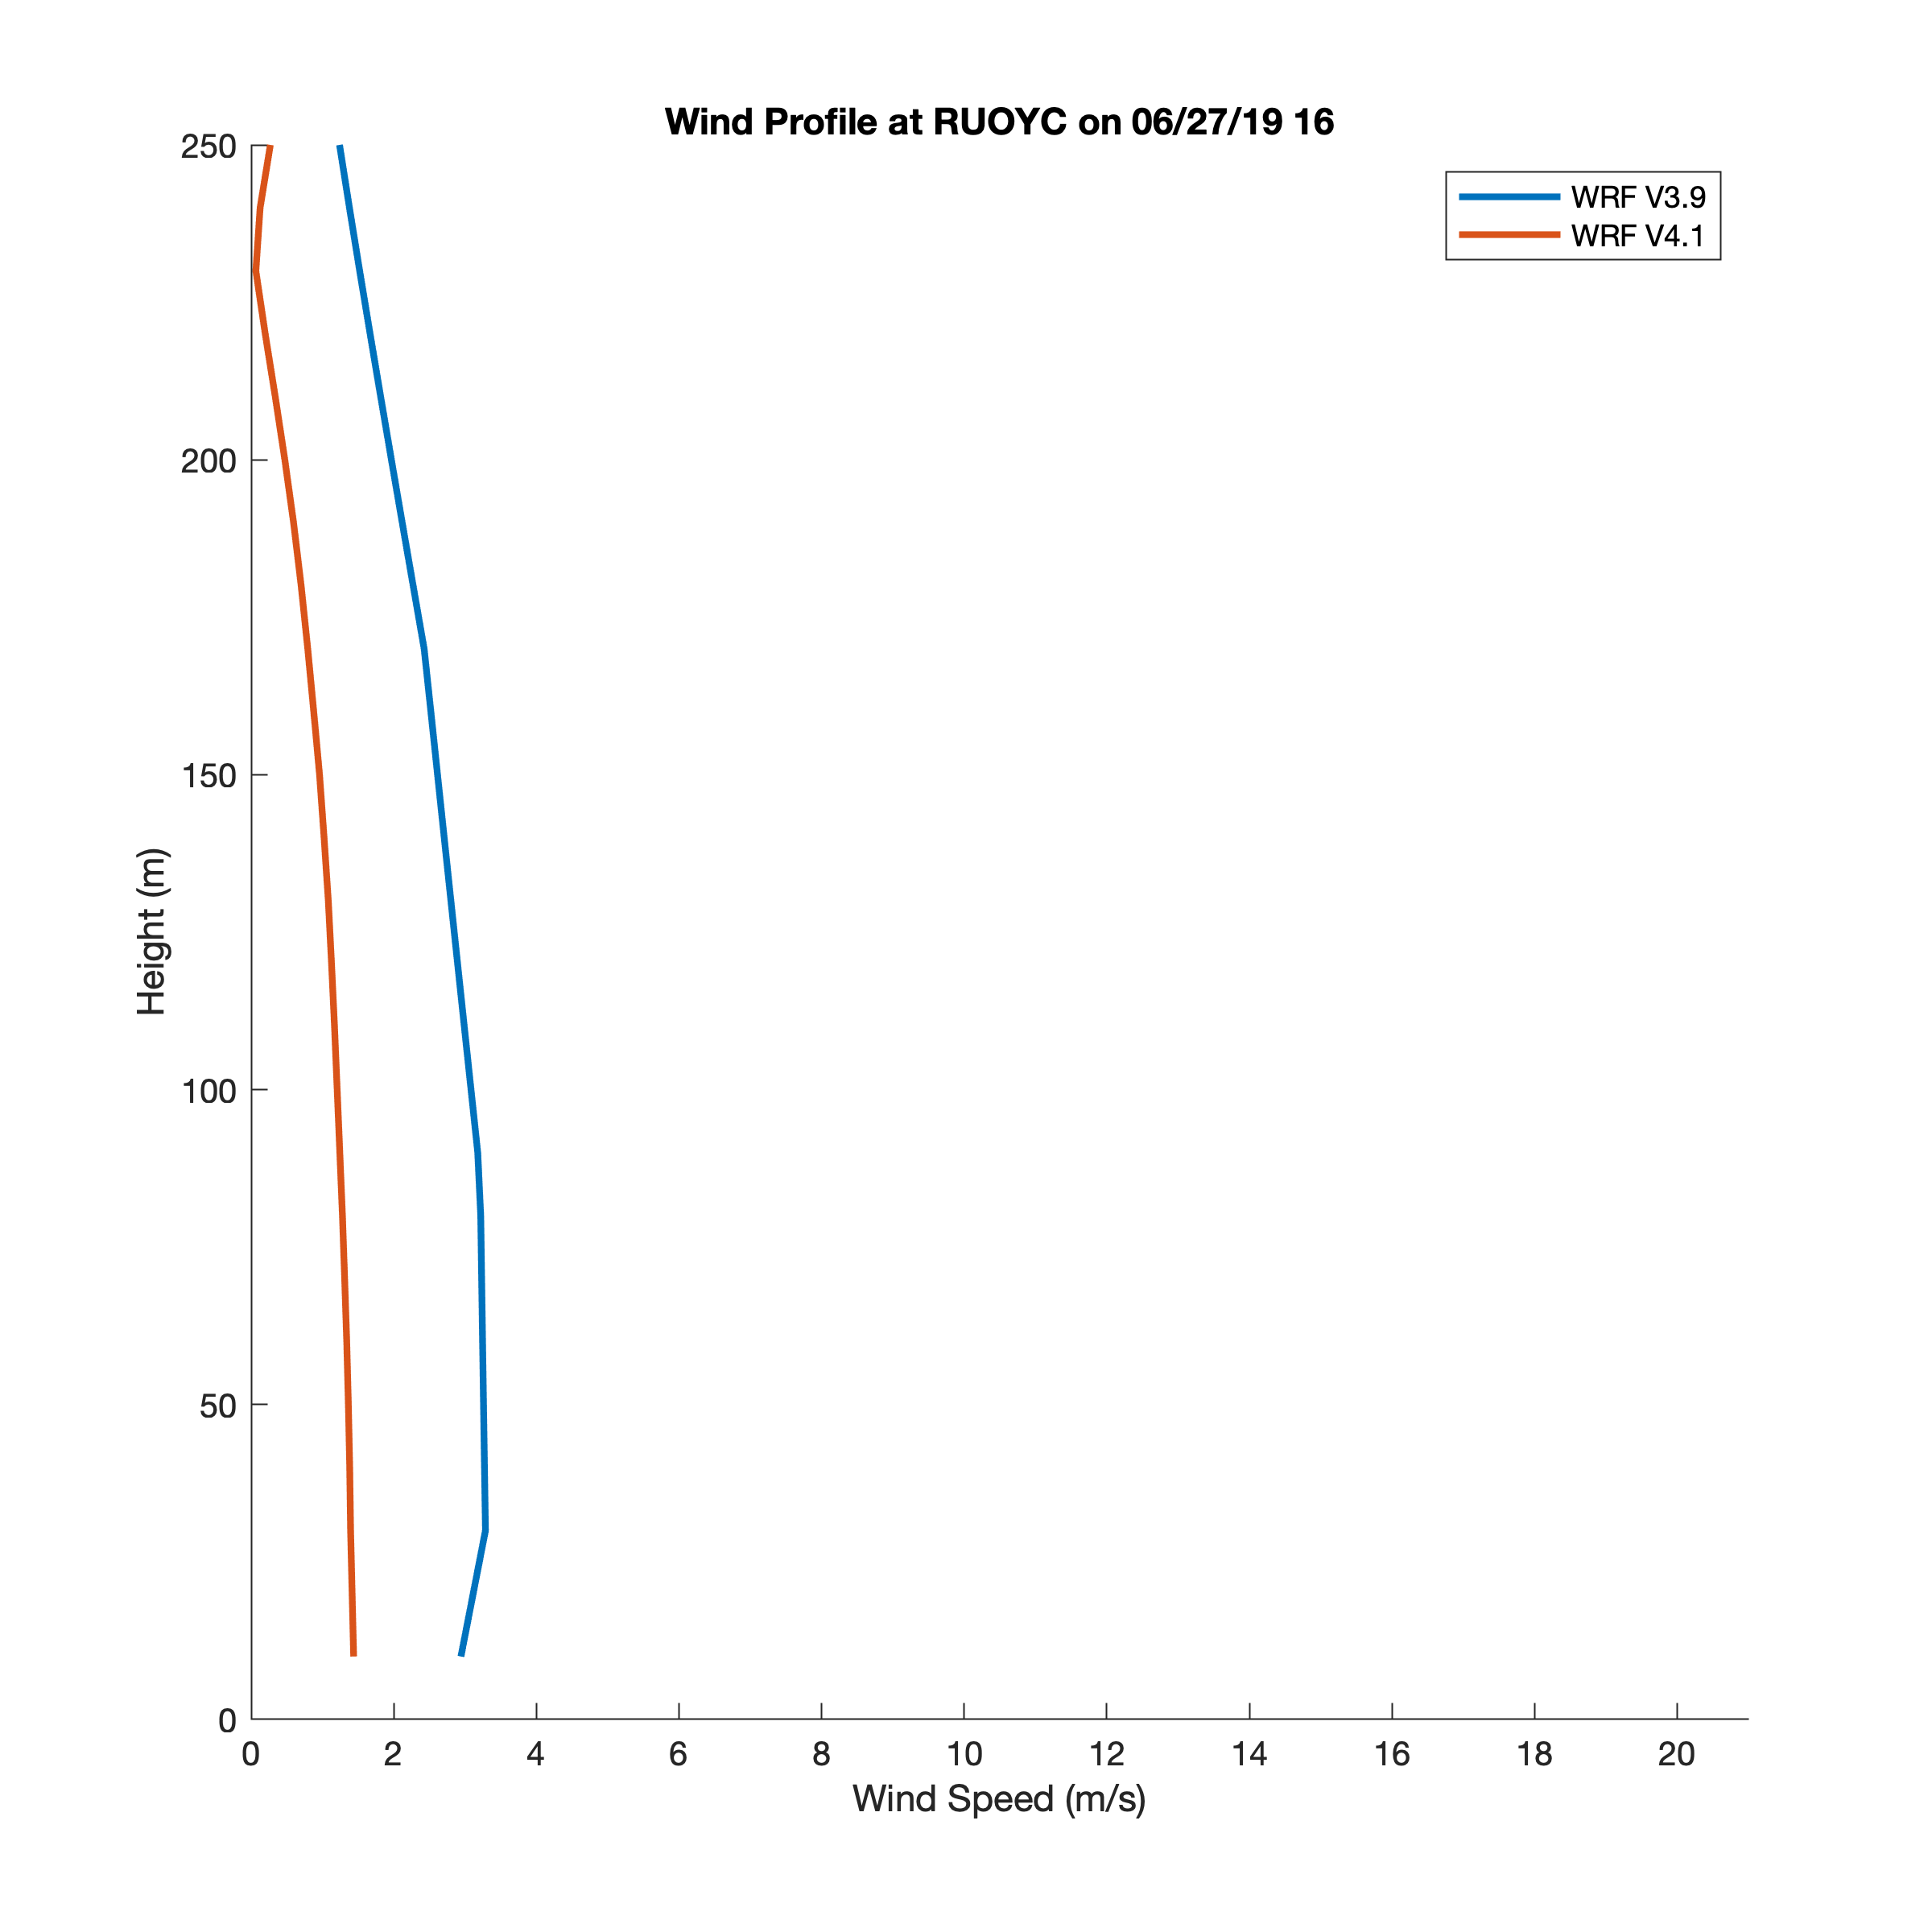 Wind Profile at RUOYC on 06/27/19 16
WRF V3.9
WRF V4.1
250
200
150
100
50
0
Height (m)
0 2 4 6 8 10 12 14 16 18 20
Wind Speed (m/s)